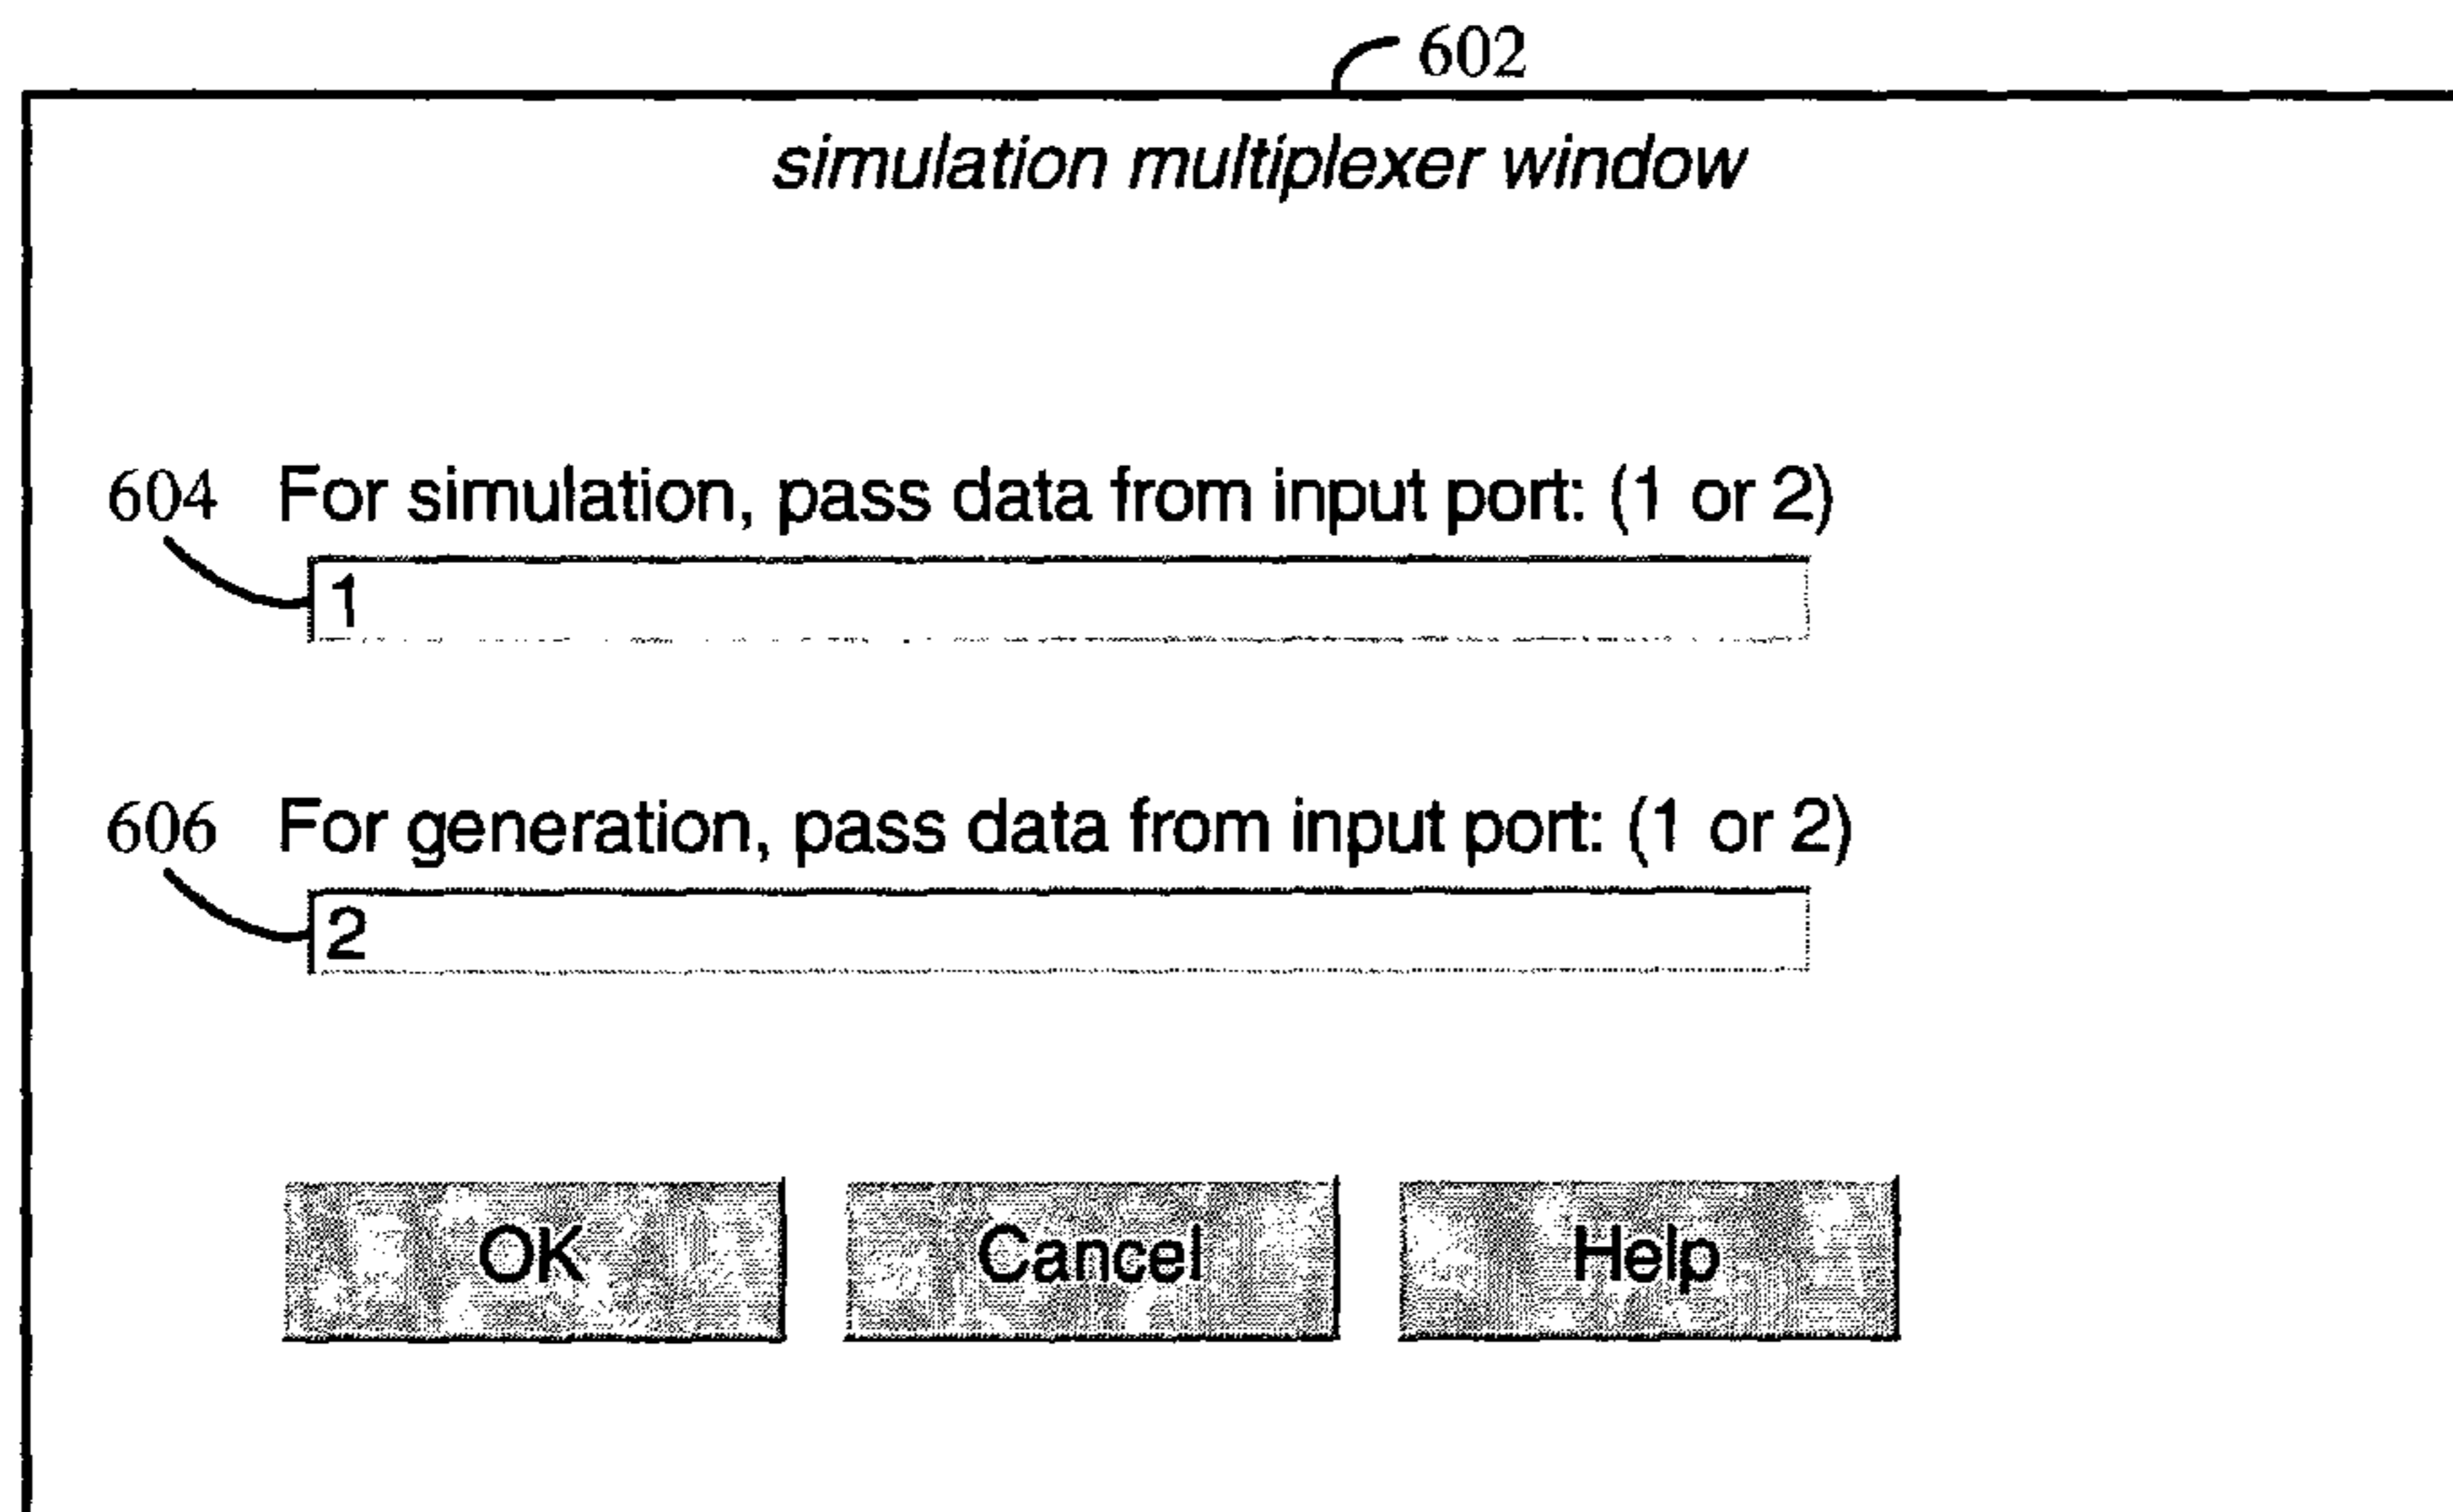 602
simulation multiplexer window
604 For simulation, pass data from input port: (1 or 2)
1
606 For generation, pass data from input port: (1 or 2)
2
OK Cancel Help